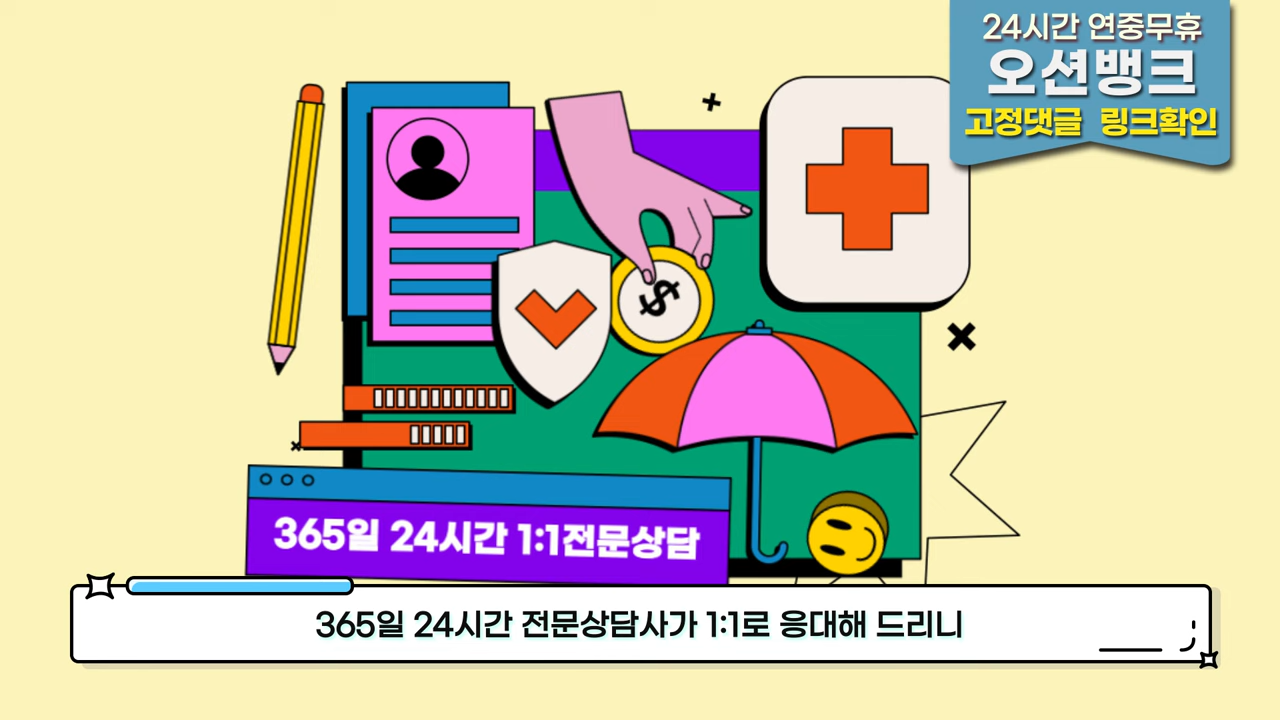 24시간 연중무휴
오션뱅크
고정댓글 링크확인
365일 24시간 1:1전문상담
365일 24시간 전문상담사가 1:1로 응대해 드리니